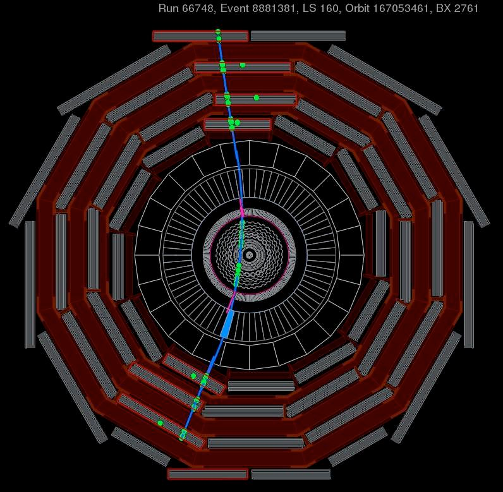 Run 66748, Event 8881381, LS 160, Orbit 167053461, BX 2761